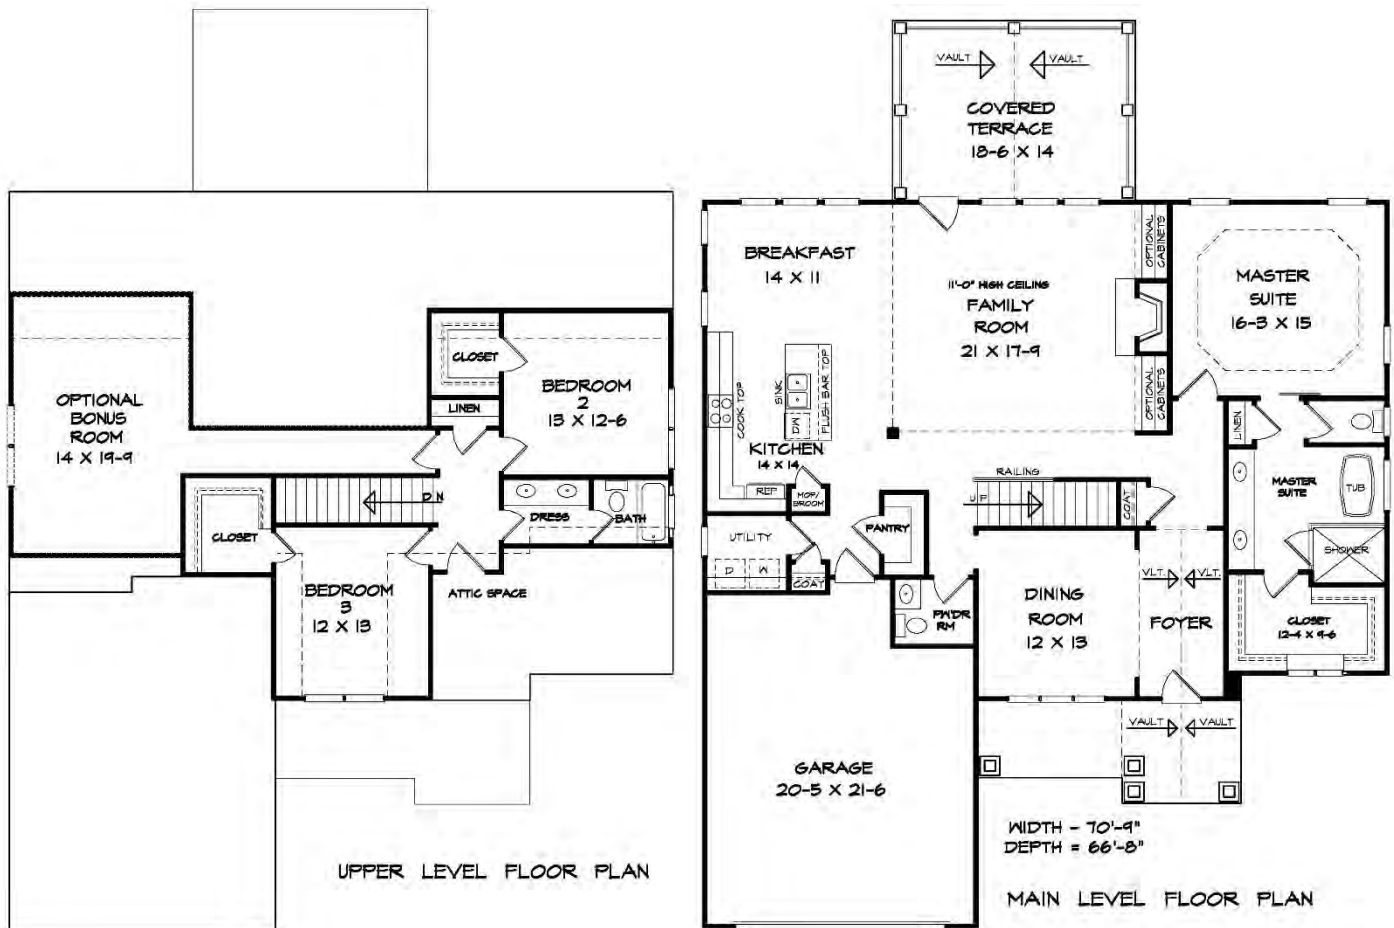 OPTIONAL
BONUS
ROOM
14 X 19-9
CLOSET
LINEN
BEDROOM
2
13 X 12-6
DN
DRESS
BATH
CLOSET
BEDROOM
3
12 X 13
ATTIC SPACE
UPPER LEVEL FLOOR PLAN
VAULT
VAULT
COVERED
TERRACE
18-6 X 14
BREAKFAST
14 X 11
11'-0" HIGH CEILING
FAMILY
ROOM
21 X 17-9
OPTIONAL
CABINETS
OPTIONAL
CABINETS
MASTER
SUITE
16-3 X 15
COOK TOP
SINK
DW
FLUSH BAR TOP
KITCHEN
14 X 14
REF
MOP/
BROOM
PANTRY
UTILITY
D
W
COAT
RAILING
UP
COAT
LINEN
MASTER
SUITE
TUB
SHOWER
CLOSET
12-4 X 9-6
PWDR
RM
DINING
ROOM
12 X 13
VLT.
VLT.
FOYER
VAULT
VAULT
GARAGE
20-5 X 21-6
WIDTH - 70'-9"
DEPTH = 66'-8"
MAIN LEVEL FLOOR PLAN